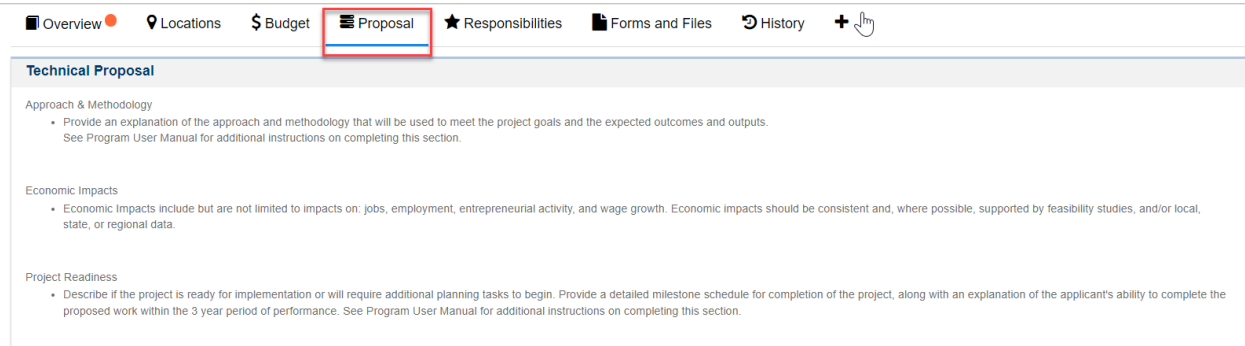 Overview Locations $ Budget Proposal Responsibilities Forms and Files History +
Technical Proposal
Approach & Methodology
• Provide an explanation of the approach and methodology that will be used to meet the project goals and the expected outcomes and outputs.
See Program User Manual for additional instructions on completing this section.
Economic Impacts
• Economic Impacts include but are not limited to impacts on: jobs, employment, entrepreneurial activity, and wage growth. Economic impacts should be consistent and, where possible, supported by feasibility studies, and/or local,
state, or regional data.
Project Readiness
• Describe if the project is ready for implementation or will require additional planning tasks to begin. Provide a detailed milestone schedule for completion of the project, along with an explanation of the applicant's ability to complete the
proposed work within the 3 year period of performance. See Program User Manual for additional instructions on completing this section.